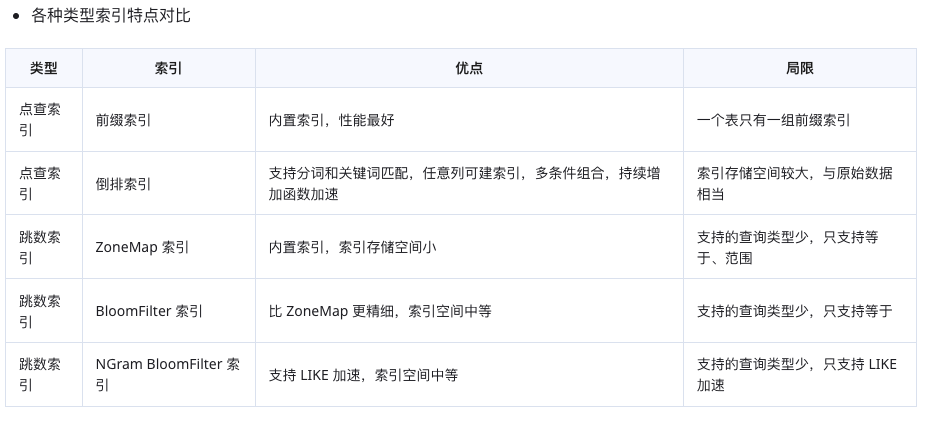 各种类型索引特点对比
类型 索引 优点 局限
点查索
引
前缀索引
内置索引，性能最好
一个表只有一组前缀索引
点查索
引
倒排索引
支持分词和关键词匹配，任意列可建索引，多条件组合，持续增
加函数加速
索引存储空间较大，与原始数据
相当
跳数索
引
ZoneMap 索引
内置索引，索引存储空间小
支持的查询类型少，只支持等
于、范围
跳数索
引
BloomFilter 索引
比 ZoneMap 更精细，索引空间中等
支持的查询类型少，只支持等于
跳数索
引
NGram BloomFilter 索
引
支持 LIKE 加速，索引空间中等
支持的查询类型少，只支持 LIKE
加速